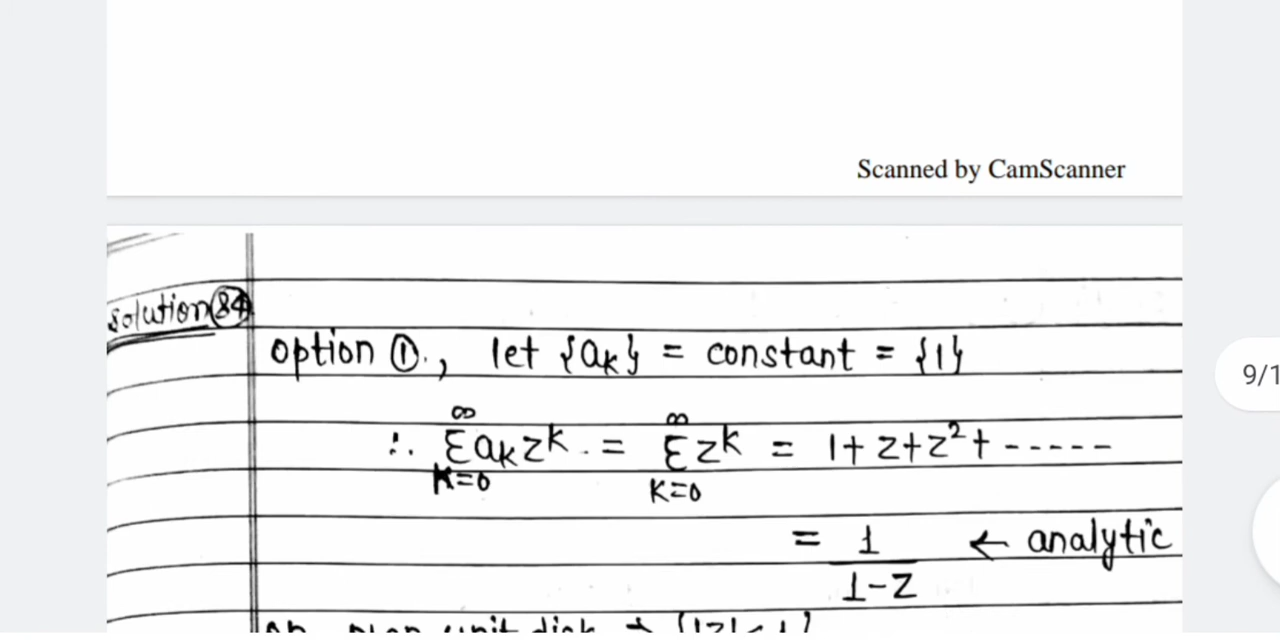 Scanned by CamScanner
Solution 84
option ①., let {ak} = constant = {1}
∴ ∞ Σ akzk = ∞ Σ zk = 1 + z + z² + -----
K=0 K=0
= 1 ← analytic
1-z
9/1